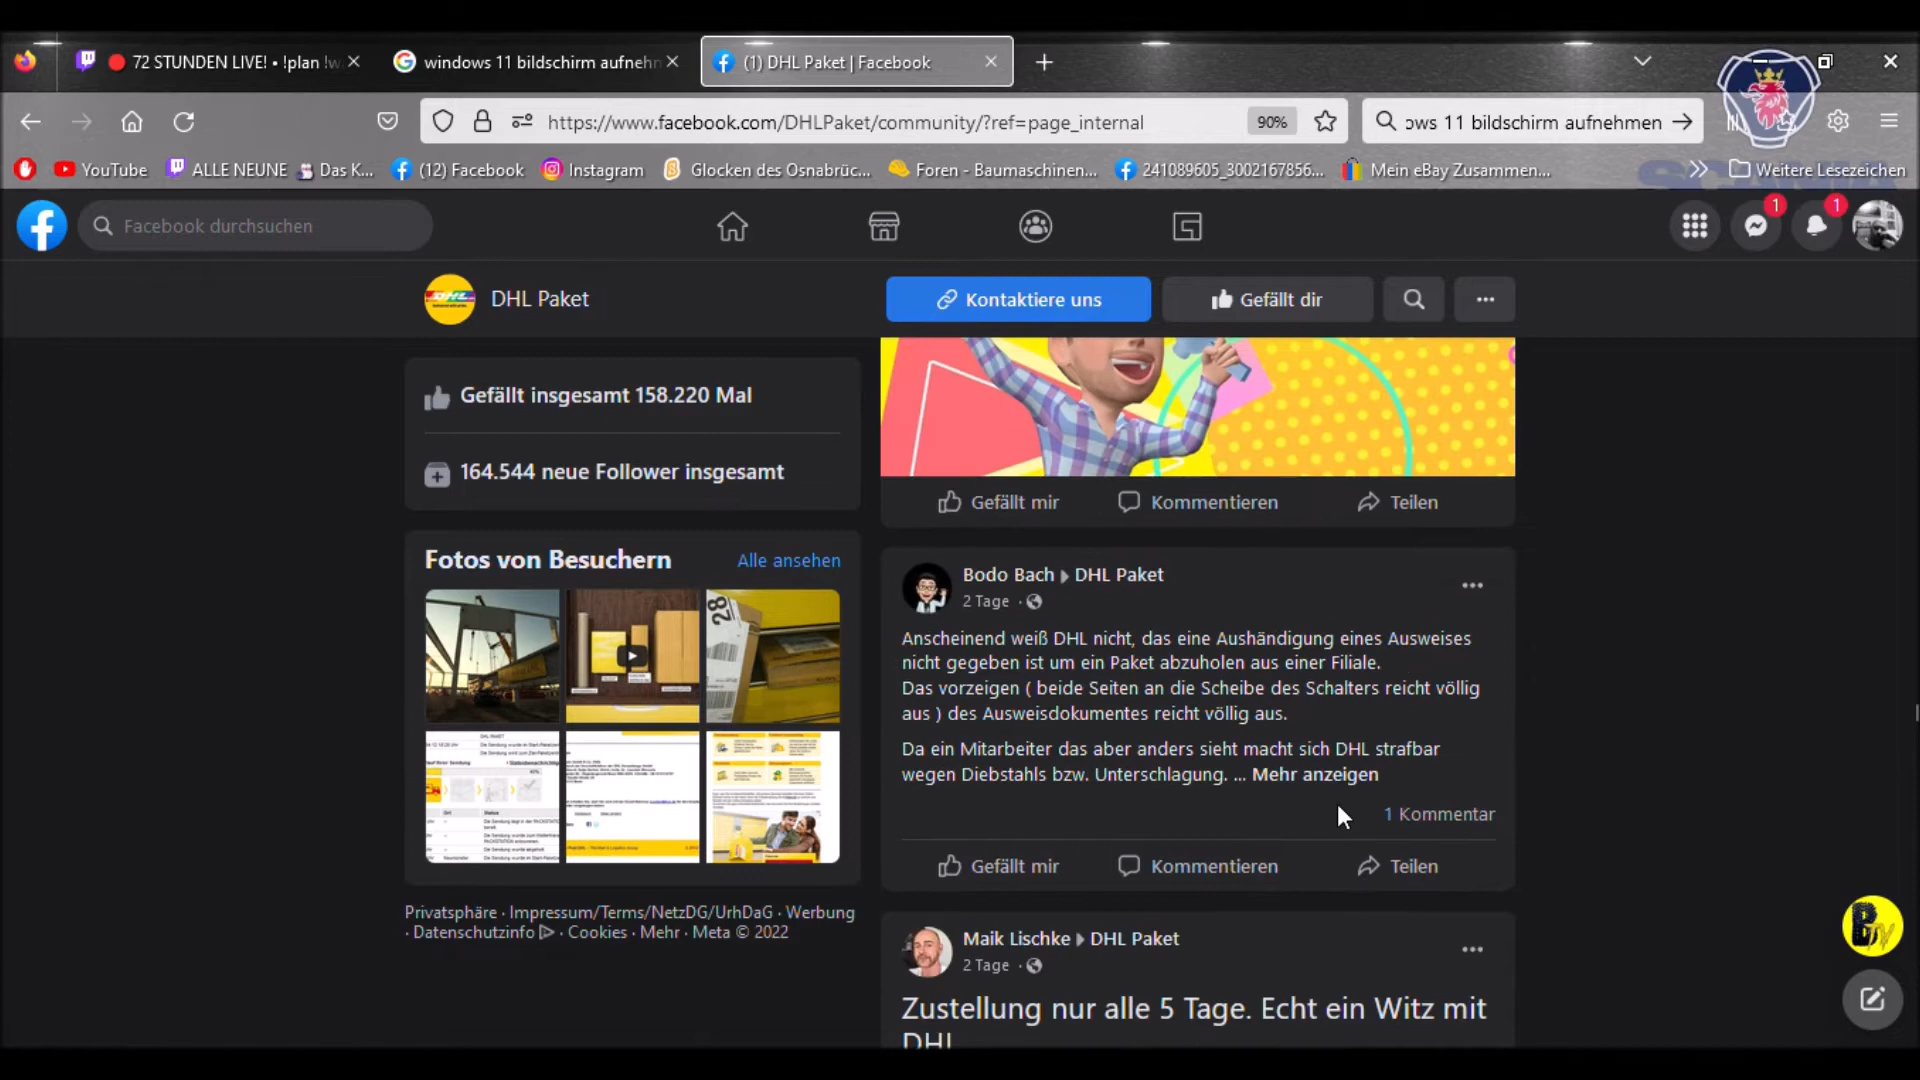 72 STUNDEN LIVE! • !plan !w
windows 11 bildschirm aufnehm
(1) DHL Paket | Facebook
https://www.facebook.com/DHLPaket/community/?ref=page_internal
90%
ows 11 bildschirm aufnehmen
YouTube
ALLE NEUNE
Das K...
(12) Facebook
Instagram
Glocken des Osnabrüc...
Foren - Baumaschinen...
241089605_3002167856...
Mein eBay Zusammen...
Weitere Lesezeichen
Facebook durchsuchen
1
1
DHL Paket
Kontaktiere uns
Gefällt dir
Gefällt insgesamt 158.220 Mal
164.544 neue Follower insgesamt
Fotos von Besuchern
Alle ansehen
28
Privatsphäre · Impressum/Terms/NetzDG/UrhDaG · Werbung
· Datenschutzinfo · Cookies · Mehr · Meta © 2022
Gefällt mir
Kommentieren
Teilen
Bodo Bach DHL Paket
2 Tage ·
Anscheinend weiß DHL nicht, das eine Aushändigung eines Ausweises
nicht gegeben ist um ein Paket abzuholen aus einer Filiale.
Das vorzeigen ( beide Seiten an die Scheibe des Schalters reicht völlig
aus ) des Ausweisdokumentes reicht völlig aus.
Da ein Mitarbeiter das aber anders sieht macht sich DHL strafbar
wegen Diebstahls bzw. Unterschlagung. ... Mehr anzeigen
1 Kommentar
Gefällt mir
Kommentieren
Teilen
Maik Lischke DHL Paket
2 Tage ·
Zustellung nur alle 5 Tage. Echt ein Witz mit
DHL